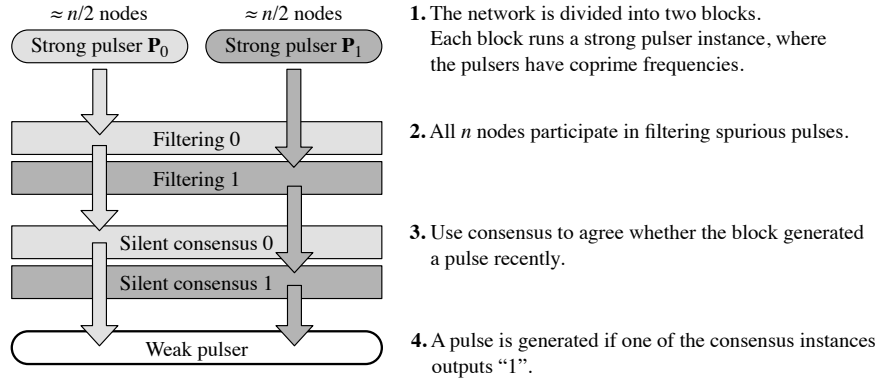 ≈ n/2 nodes
≈ n/2 nodes
Strong pulser P0
Strong pulser P1
Filtering 0
Filtering 1
Silent consensus 0
Silent consensus 1
Weak pulser
1. The network is divided into two blocks.
Each block runs a strong pulser instance, where
the pulsers have coprime frequencies.
2. All n nodes participate in filtering spurious pulses.
3. Use consensus to agree whether the block generated
a pulse recently.
4. A pulse is generated if one of the consensus instances
outputs “1”.